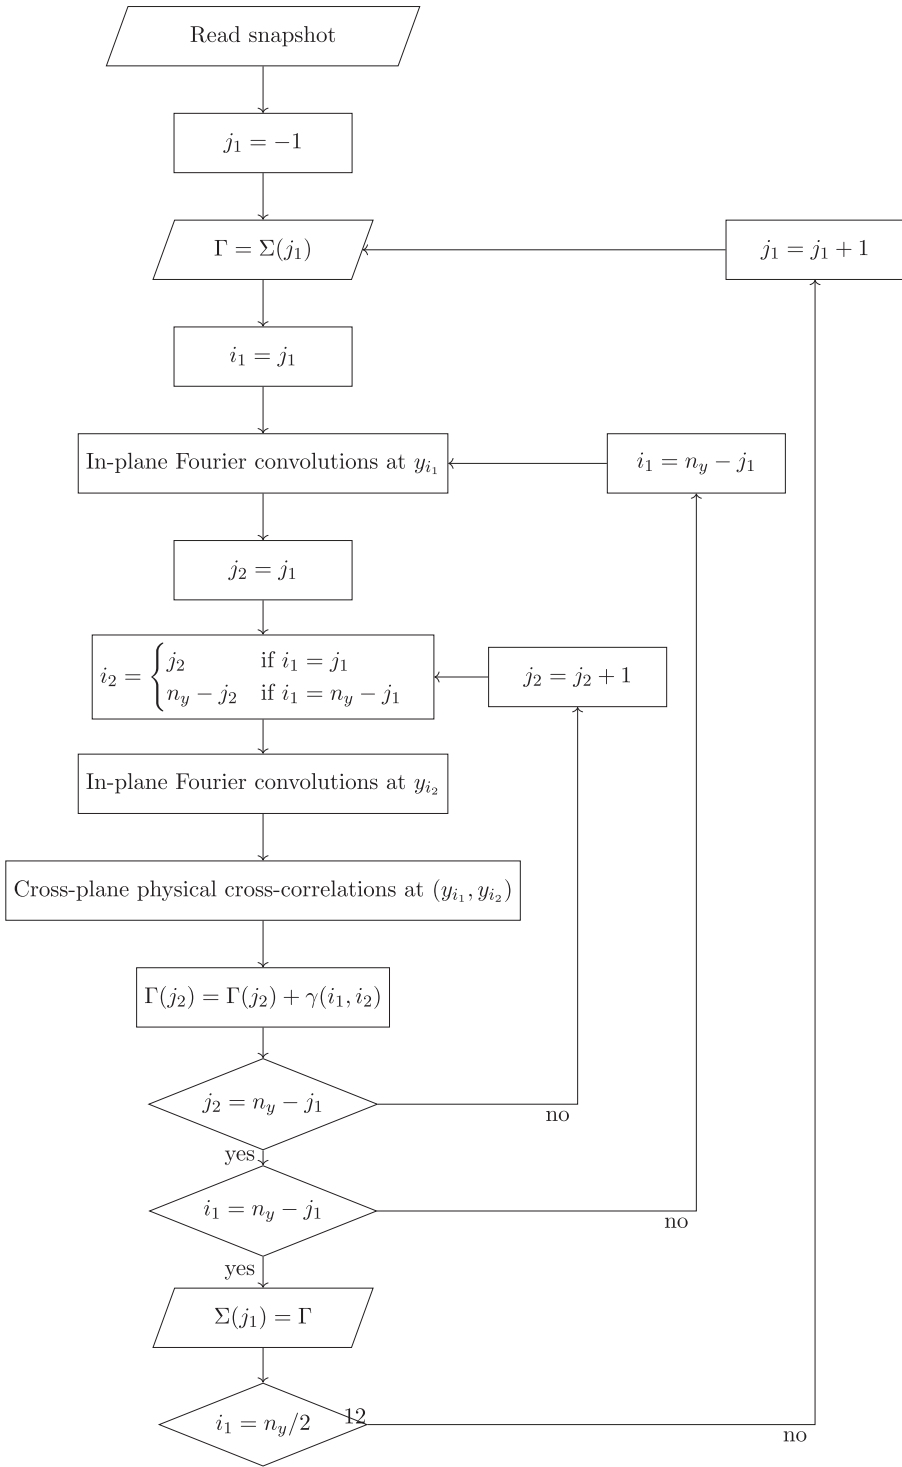 Read snapshot
j₁ = −1
Γ = Σ(j₁)
j₁ = j₁ + 1
i₁ = j₁
In-plane Fourier convolutions at y_{i₁}
i₁ = n_y − j₁
j₂ = j₁
i₂ = { j₂ if i₁ = j₁
n_y − j₂ if i₁ = n_y − j₁
j₂ = j₂ + 1
In-plane Fourier convolutions at y_{i₂}
Cross-plane physical cross-correlations at (y_{i₁}, y_{i₂})
Γ(j₂) = Γ(j₂) + γ(i₁, i₂)
j₂ = n_y − j₁
no
yes
i₁ = n_y − j₁
no
yes
Σ(j₁) = Γ
i₁ = n_y/2
12
no